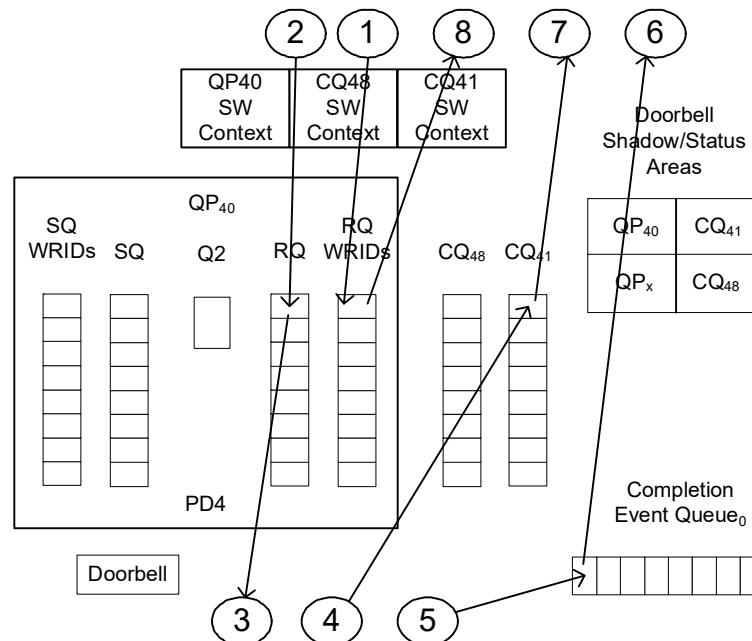 2 1 8 7 6
QP40 CQ48 CQ41
SW SW SW
Context Context Context
Doorbell
Shadow/Status
Areas
QP₄₀
SQ
WRIDs
SQ
Q2
RQ
RQ
WRIDs
CQ₄₈
CQ₄₁
QP₄₀ CQ₄₁
QPₓ CQ₄₈
PD4
Completion
Event Queue₀
Doorbell
3 4 5